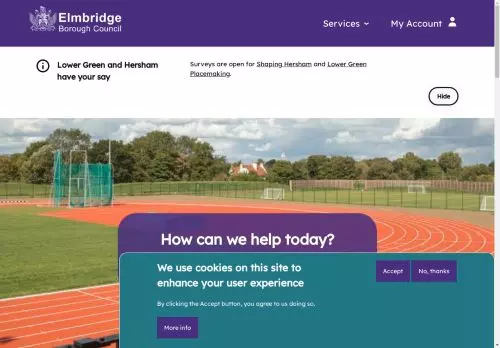 Elmbridge
Borough Council
Services
My Account
Lower Green and Hersham
have your say
Surveys are open for Shaping Hersham and Lower Green
Placemaking.
Hide
How can we help today?
We use cookies on this site to
enhance your user experience
By clicking the Accept button, you agree to us doing so.
Accept
No, thanks
More info